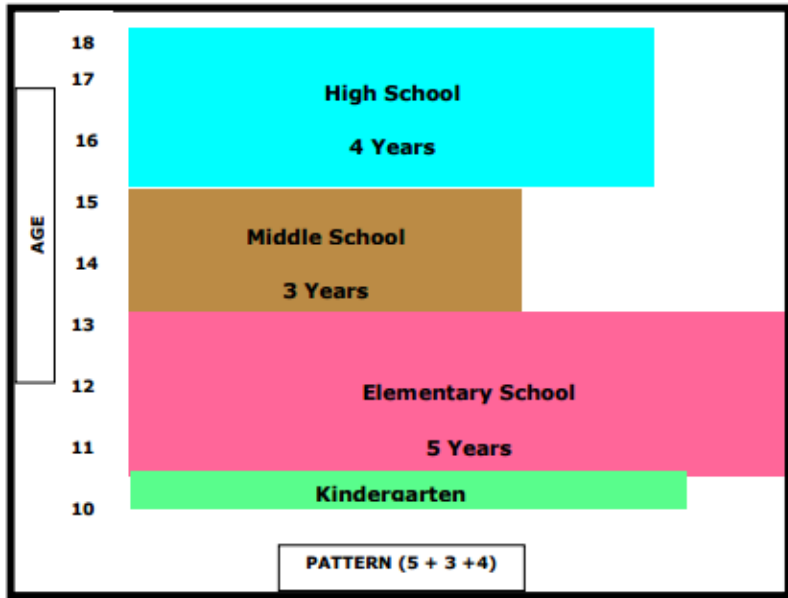 18
17
High School
16
4 Years
15
AGE
Middle School
14
3 Years
13
12
Elementary School
11
5 Years
Kindergarten
10
PATTERN (5 + 3 +4)